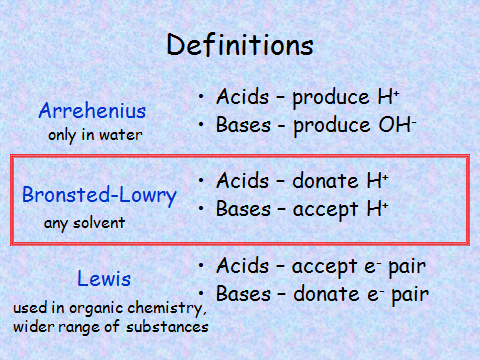 Definitions
Arrehenius
only in water
• Acids – produce H⁺
• Bases - produce OH⁻
Bronsted-Lowry
any solvent
• Acids – donate H⁺
• Bases – accept H⁺
Lewis
used in organic chemistry,
wider range of substances
• Acids – accept e⁻ pair
• Bases – donate e⁻ pair